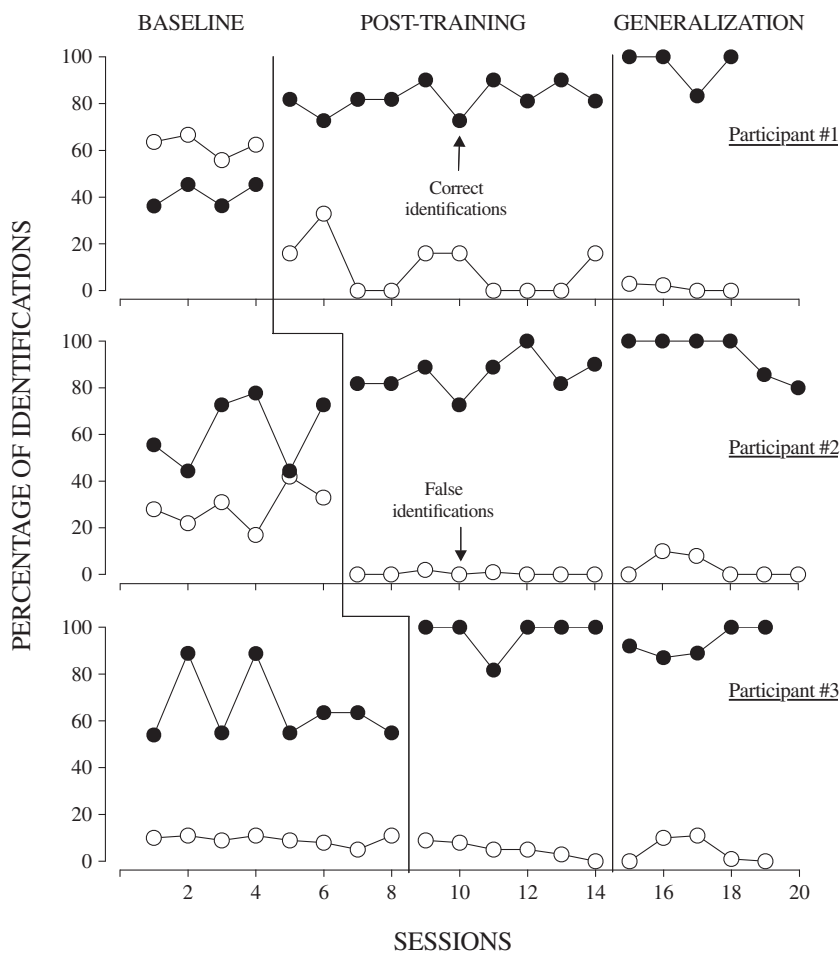 BASELINE POST-TRAINING GENERALIZATION
100
80
60
40
20
0
Participant #1
Correct
identifications
100
80
60
40
20
0
Participant #2
False
identifications
100
80
60
40
20
0
Participant #3
2 4 6 8 10 12 14 16 18 20
SESSIONS
PERCENTAGE OF IDENTIFICATIONS